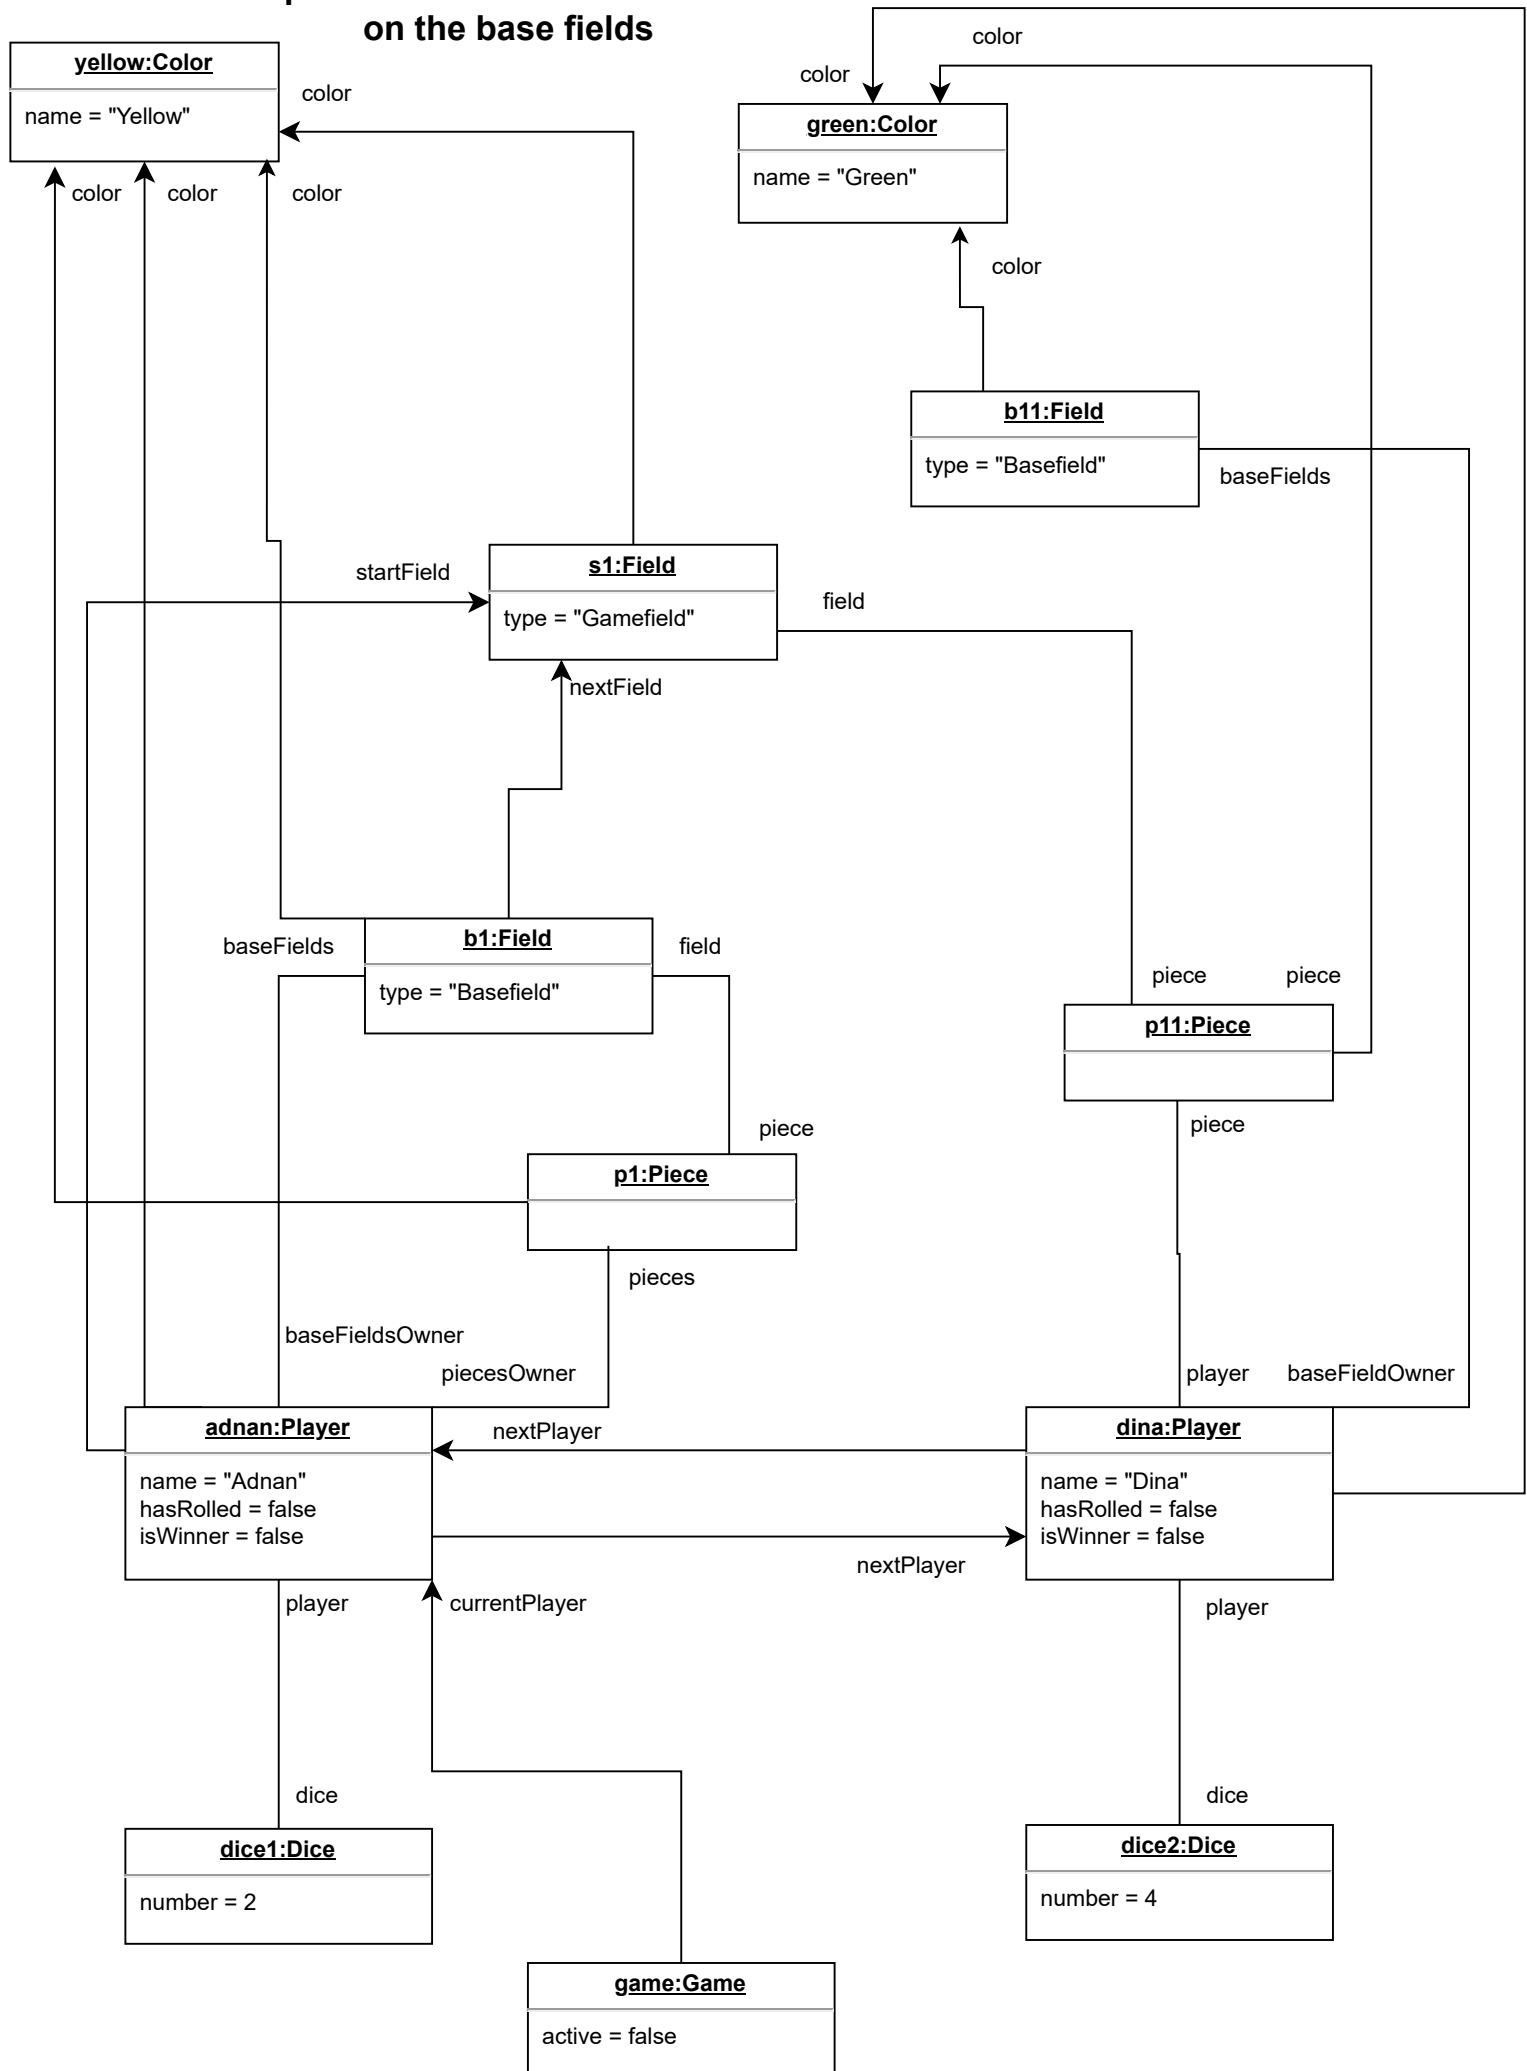 on the base fields
yellow:Color
name = "Yellow"
color
color
color
color
color
color
green:Color
name = "Green"
color
b11:Field
type = "Basefield"
baseFields
s1:Field
type = "Gamefield"
startField
field
nextField
b1:Field
type = "Basefield"
baseFields
field
piece
piece
p11:Piece
piece
piece
p1:Piece
pieces
baseFieldsOwner
piecesOwner
player
baseFieldOwner
adnan:Player
name = "Adnan"
hasRolled = false
isWinner = false
nextPlayer
dina:Player
name = "Dina"
hasRolled = false
isWinner = false
nextPlayer
player
currentPlayer
player
dice
dice
dice1:Dice
number = 2
dice2:Dice
number = 4
game:Game
active = false